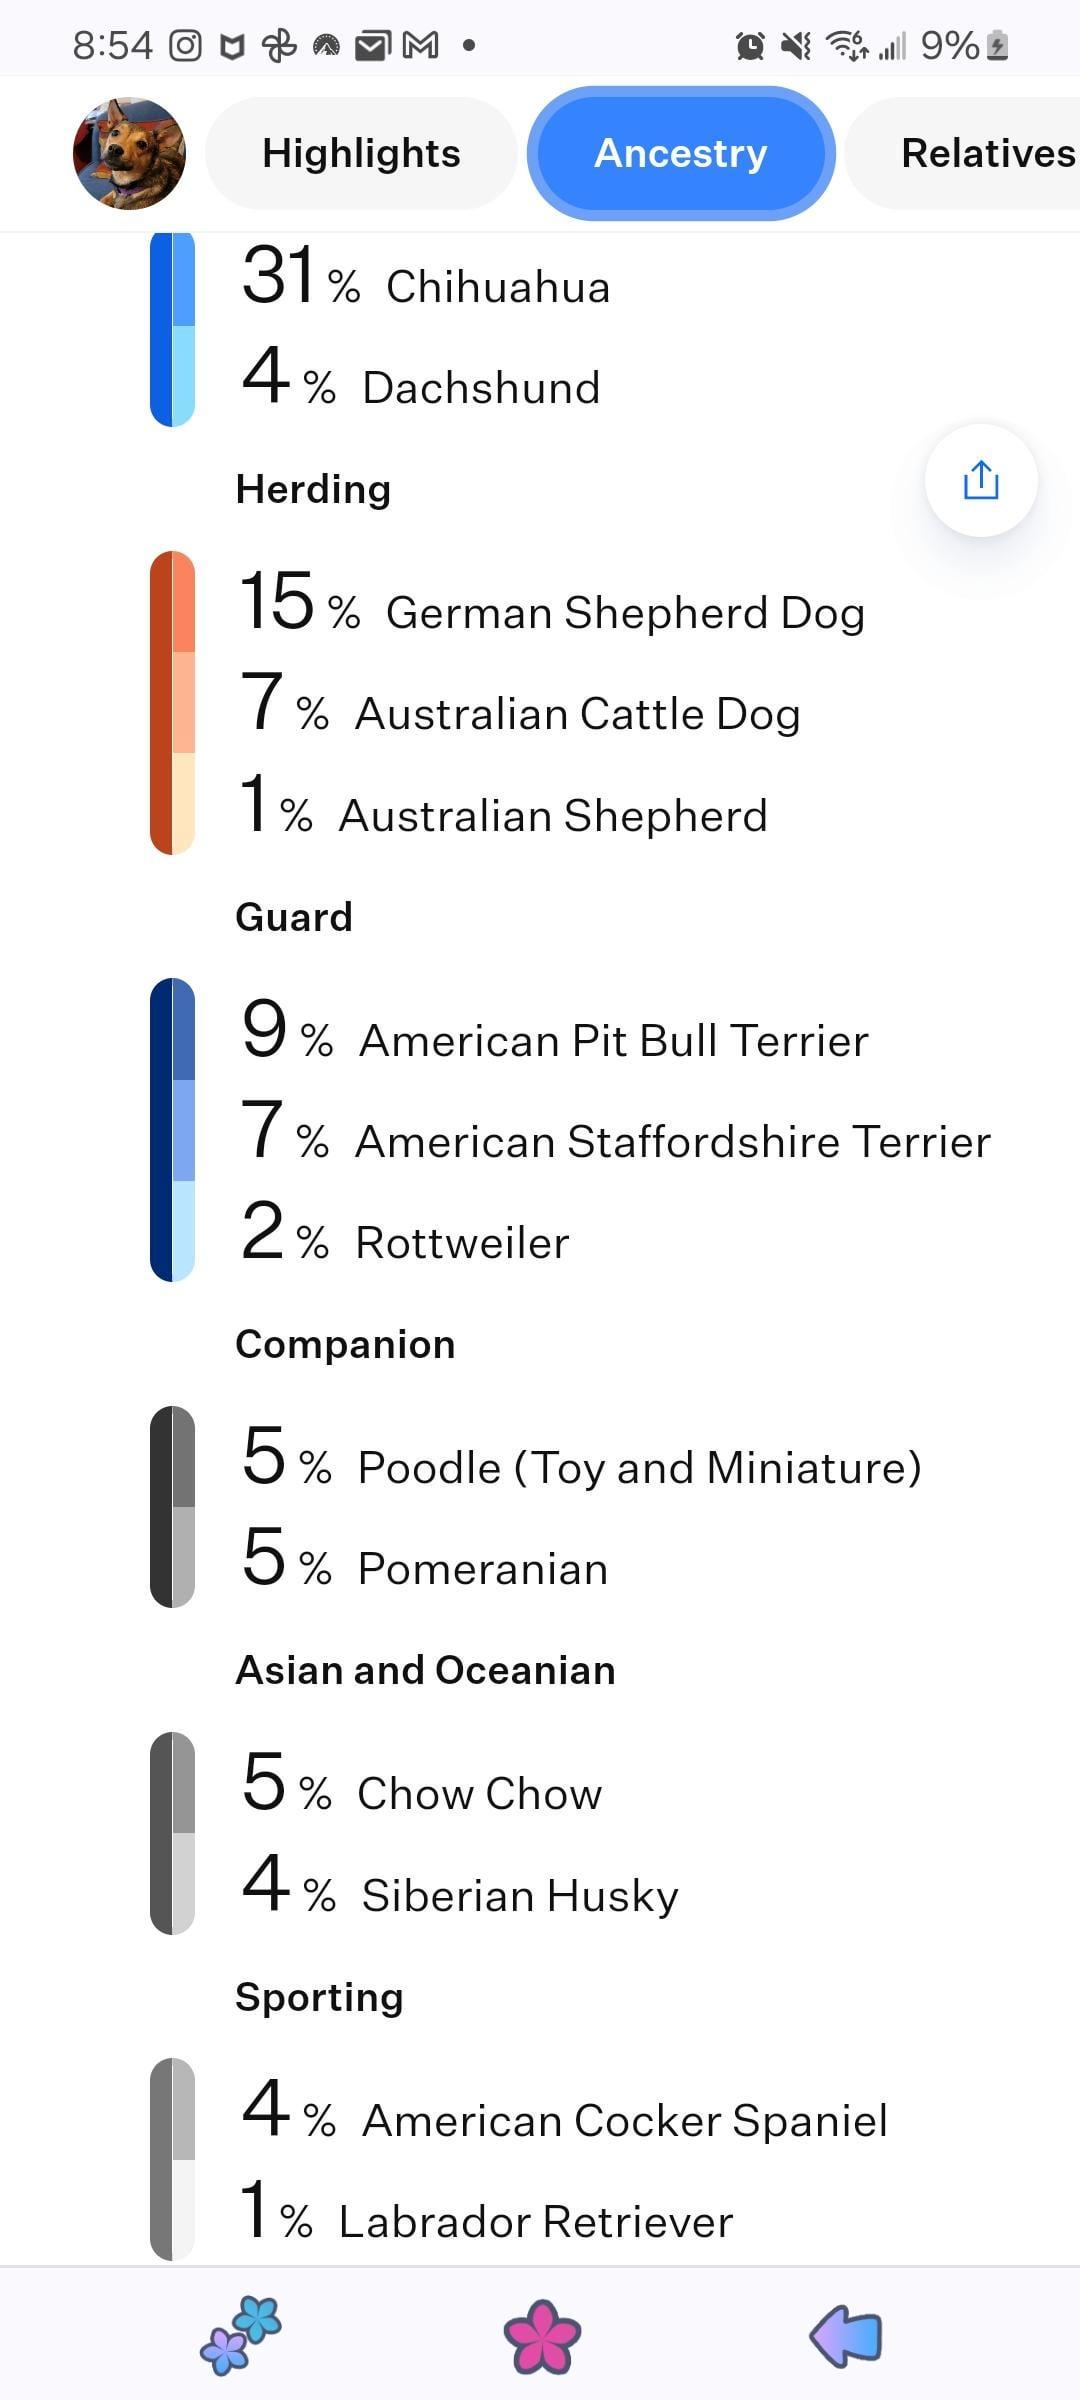 8:54 9%
Highlights Ancestry Relatives
31% Chihuahua
4% Dachshund
Herding
15% German Shepherd Dog
7% Australian Cattle Dog
1% Australian Shepherd
Guard
9% American Pit Bull Terrier
7% American Staffordshire Terrier
2% Rottweiler
Companion
5% Poodle (Toy and Miniature)
5% Pomeranian
Asian and Oceanian
5% Chow Chow
4% Siberian Husky
Sporting
4% American Cocker Spaniel
1% Labrador Retriever